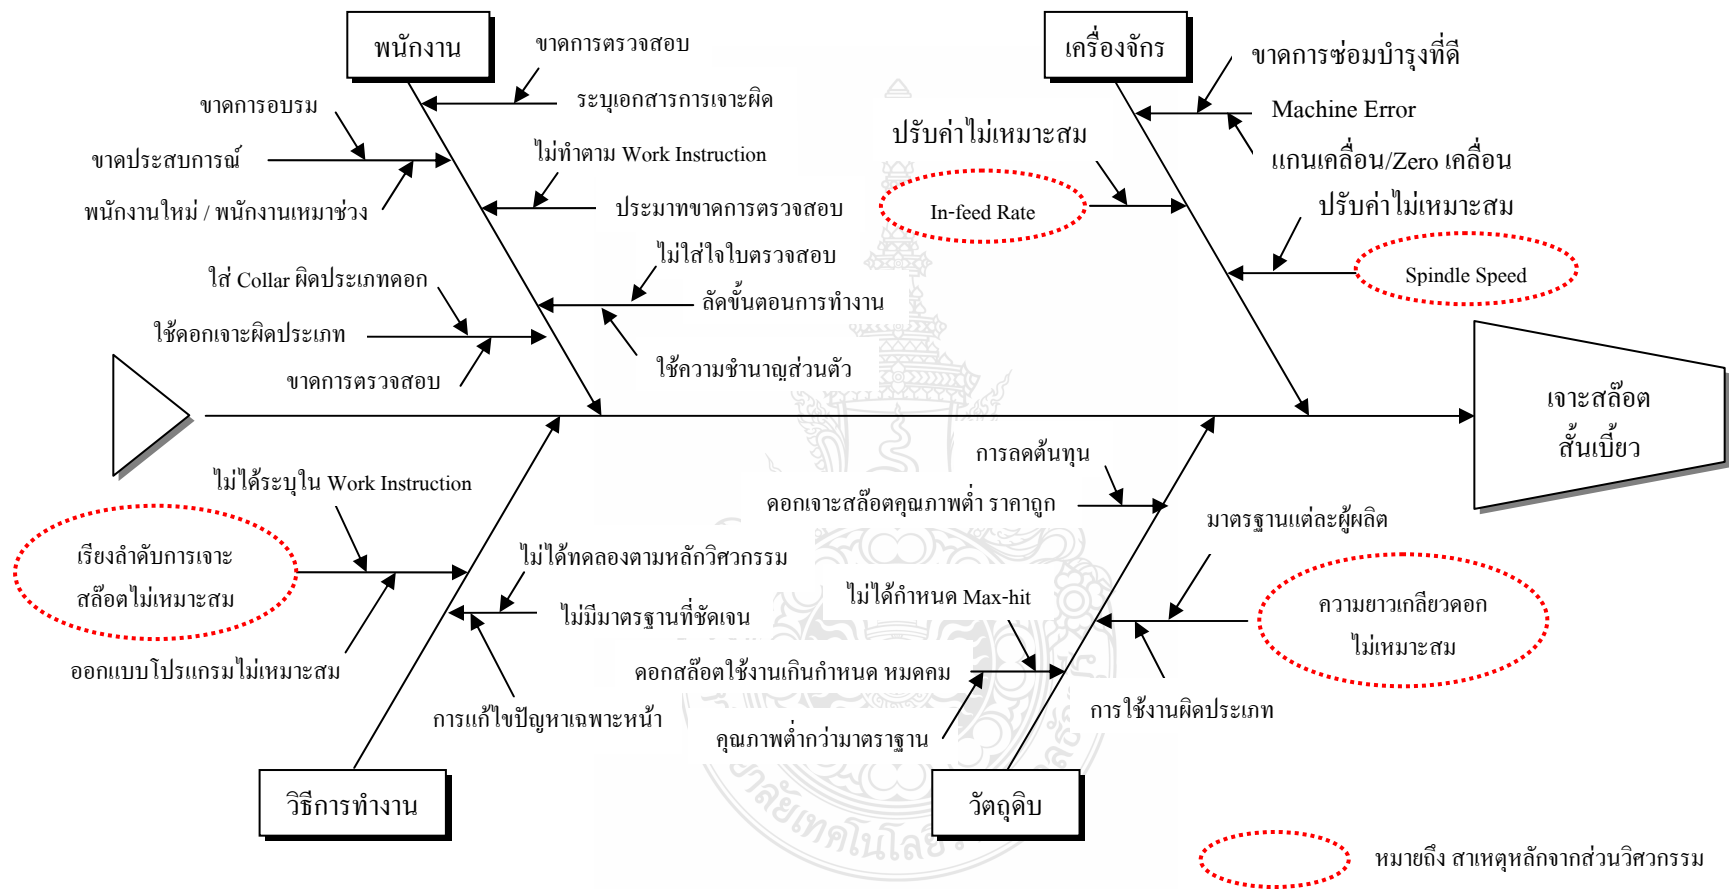 พนักงาน
ขาดการตรวจสอบ
ระบุเอกสารการเจาะผิด
ขาดการอบรม
ขาดประสบการณ์
พนักงานใหม่ / พนักงานเหมาช่วง
ไม่ทำตาม Work Instruction
ประมาทขาดการตรวจสอบ
ไม่ใส่ใจใบตรวจสอบ
ลัดขั้นตอนการทำงาน
ใช้ความชำนาญส่วนตัว
ใส่ Collar ผิดประเภทดอก
ใช้ดอกเจาะผิดประเภท
ขาดการตรวจสอบ
เครื่องจักร
ขาดการซ่อมบำรุงที่ดี
Machine Error
แกนเคลื่อน/Zero เคลื่อน
ปรับค่าไม่เหมาะสม
In-feed Rate
ปรับค่าไม่เหมาะสม
Spindle Speed
เจาะสล๊อต
สั้นเบี้ยว
ไม่ได้ระบุใน Work Instruction
เรียงลำดับการเจาะ
สล๊อตไม่เหมาะสม
ออกแบบโปรแกรมไม่เหมาะสม
ไม่ได้ทดลองตามหลักวิศวกรรม
ไม่มีมาตรฐานที่ชัดเจน
การแก้ไขปัญหาเฉพาะหน้า
วิธีการทำงาน
การลดต้นทุน
ดอกเจาะสล๊อตคุณภาพต่ำ ราคาถูก
มาตรฐานแต่ละผู้ผลิต
ความยาวเกลียวดอก
ไม่เหมาะสม
การใช้งานผิดประเภท
ไม่ได้กำหนด Max-hit
ดอกสล๊อตใช้งานเกินกำหนด หมดคม
คุณภาพต่ำกว่ามาตราฐาน
วัตถุดิบ
หมายถึง สาเหตุหลักจากส่วนวิศวกรรม